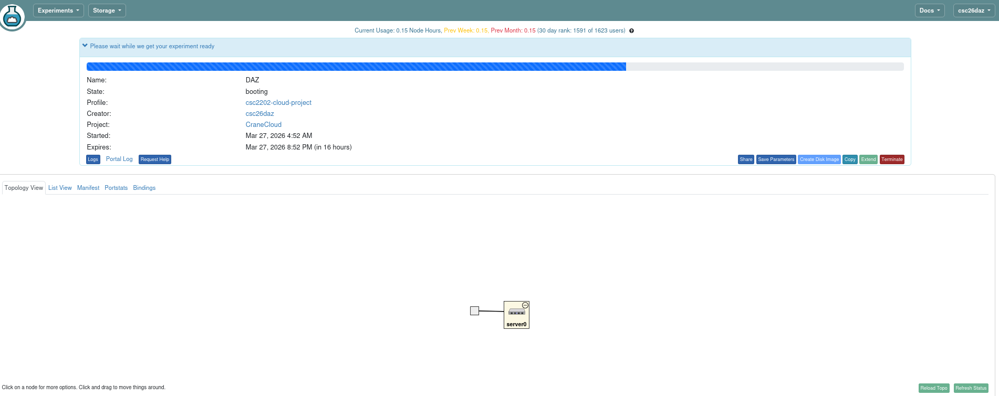 Experiments Storage Docs csc26daz
Current Usage: 0.15 Node Hours, Prev Week: 0.15, Prev Month: 0.15 (30 day rank: 1591 of 1623 users)
Please wait while we get your experiment ready
Name: DAZ
State: booting
Profile: csc2202-cloud-project
Creator: csc26daz
Project: CraneCloud
Started: Mar 27, 2026 4:52 AM
Expires: Mar 27, 2026 8:52 PM (in 16 hours)
Logs Portal Log Request Help Share Save Parameters Create Disk Image Copy Extend Terminate
Topology View List View Manifest Portstats Bindings
server0
Click on a node for more options. Click and drag to move things around. Reload Topo Refresh Status